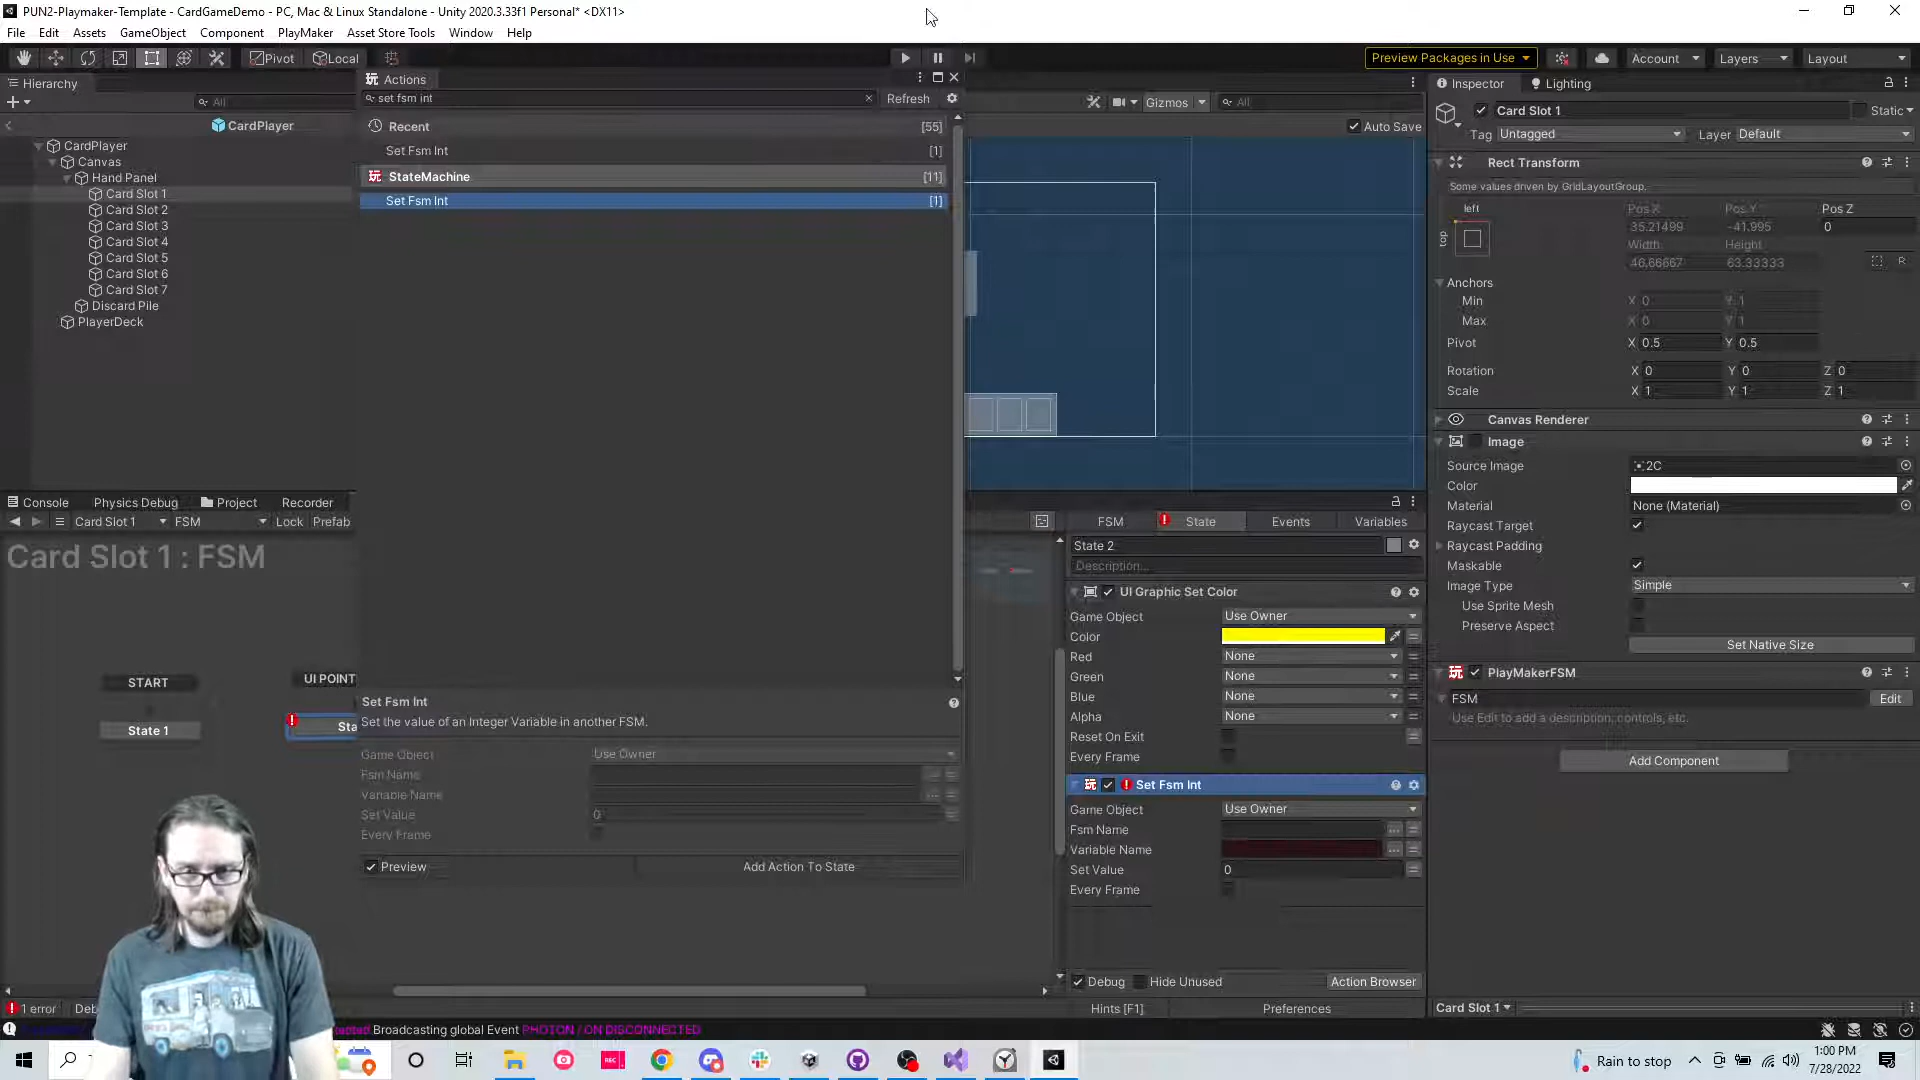 PUN2-Playmaker-Template - CardGameDemo - PC, Mac & Linux Standalone - Unity 2020.3.33f1 Personal* <DX11>
File Edit Assets GameObject Component PlayMaker Asset Store Tools Window Help
Pivot Local Preview Packages in Use Account Layers Layout
Hierarchy Actions Inspector Lighting
All set fsm int Refresh Gizmos All
Card Slot 1 Static
CardPlayer Recent [55] Auto Save
Tag Untagged Layer Default
CardPlayer
Canvas
Hand Panel
Card Slot 1
Card Slot 2
Card Slot 3
Card Slot 4
Card Slot 5
Card Slot 6
Card Slot 7
Discard Pile
PlayerDeck
Set Fsm Int [1]
StateMachine [11]
Set Fsm Int [1]
Rect Transform
Some values driven by GridLayoutGroup.
left
top
Pos X Pos Y Pos Z
35.21499 -41.995 0
Width Height
46.66667 63.33333 R
Anchors
Min X 0 Y 1
Max X 0 Y 1
Pivot X 0.5 Y 0.5
Rotation X 0 Y 0 Z 0
Scale X 1 Y 1 Z 1
Canvas Renderer
Image
Source Image 2C
Color
Material None (Material)
Raycast Target
Raycast Padding
Maskable
Image Type Simple
Use Sprite Mesh
Preserve Aspect
Set Native Size
PlayMakerFSM
FSM Edit
Use Edit to add a description, controls, etc.
Add Component
Console Physics Debug Project Recorder
Card Slot 1 FSM Lock Prefab
Card Slot 1 : FSM
START
State 1
UI POINT
Sta
Set Fsm Int
Set the value of an Integer Variable in another FSM.
Game Object Use Owner
Fsm Name
Variable Name
Set Value 0
Every Frame
Preview Add Action To State
FSM State Events Variables
State 2
Description...
UI Graphic Set Color
Game Object Use Owner
Color
Red None
Green None
Blue None
Alpha None
Reset On Exit
Every Frame
Set Fsm Int
Game Object Use Owner
Fsm Name
Variable Name
Set Value 0
Every Frame
Debug Hide Unused Action Browser
1 error Deb Hints [F1] Preferences Card Slot 1
Broadcasting global Event PHOTON / ON DISCONNECTED
REC
Rain to stop
1:00 PM
7/28/2022